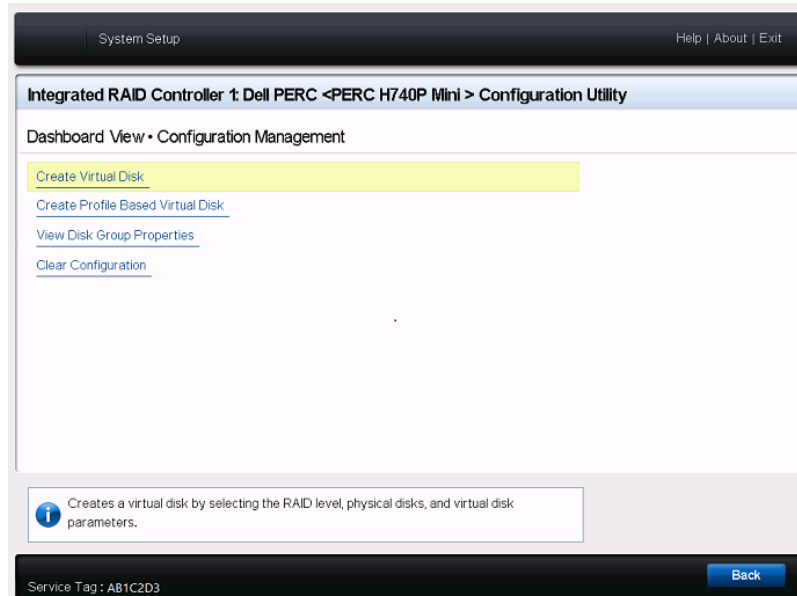 System Setup
Help | About | Exit
Integrated RAID Controller 1: Dell PERC <PERC H740P Mini > Configuration Utility
Dashboard View • Configuration Management
Create Virtual Disk
Create Profile Based Virtual Disk
View Disk Group Properties
Clear Configuration
Creates a virtual disk by selecting the RAID level, physical disks, and virtual disk
parameters.
Back
Service Tag : AB1C2D3